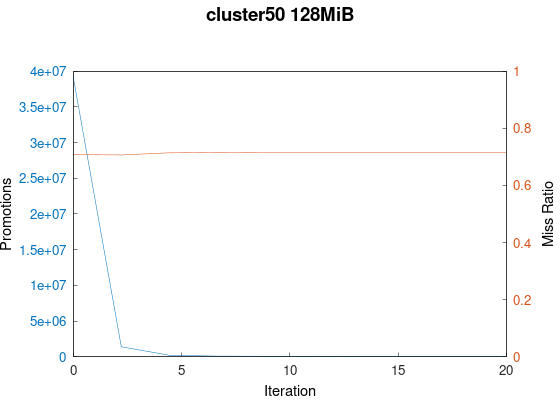 cluster50 128MiB
4e+07
3.5e+07
3e+07
2.5e+07
2e+07
1.5e+07
1e+07
5e+06
0
Promotions
1
0.8
0.6
0.4
0.2
0
Miss Ratio
0 5 10 15 20
Iteration